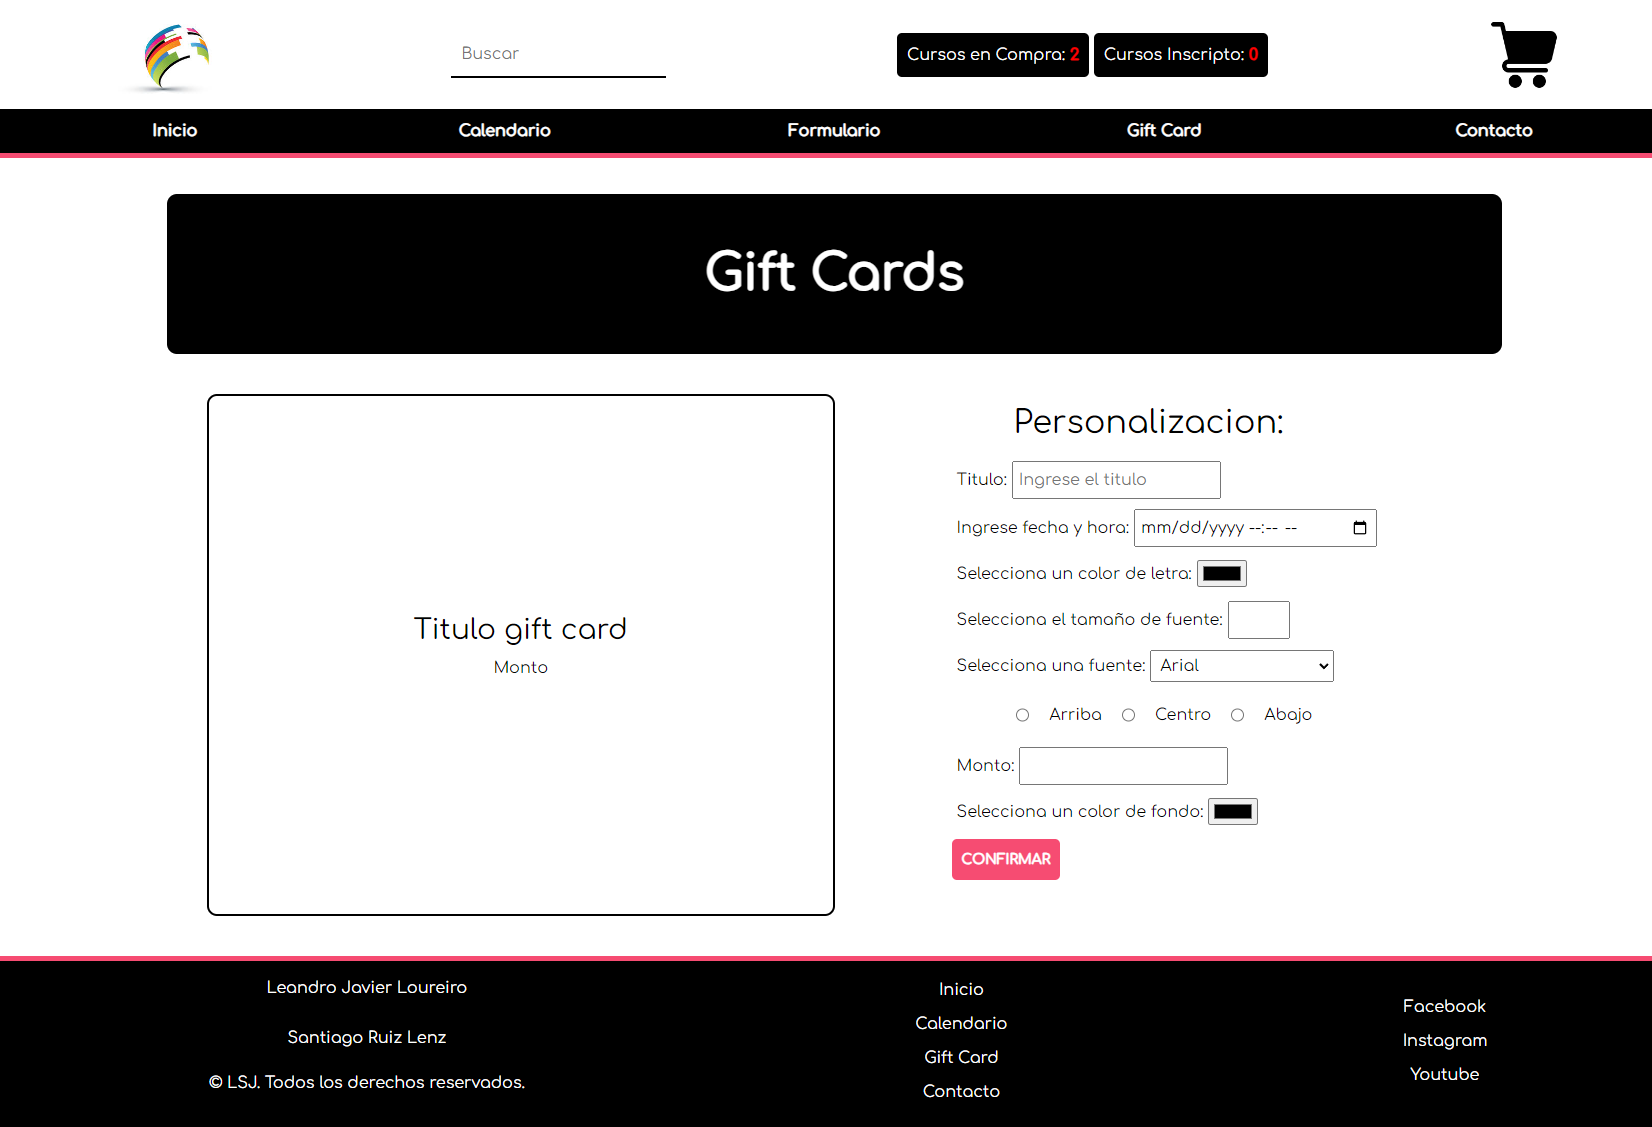 Buscar
Cursos en Compra: 2 Cursos Inscripto: 0
Inicio Calendario Formulario Gift Card Contacto
Gift Cards
Titulo gift card
Monto
Personalizacion:
Titulo: Ingrese el titulo
Ingrese fecha y hora: mm/dd/yyyy --:-- --
Selecciona un color de letra:
Selecciona el tamaño de fuente:
Selecciona una fuente: Arial
Arriba Centro Abajo
Monto:
Selecciona un color de fondo:
CONFIRMAR
Leandro Javier Loureiro
Santiago Ruiz Lenz
© LSJ. Todos los derechos reservados.
Inicio
Calendario
Gift Card
Contacto
Facebook
Instagram
Youtube